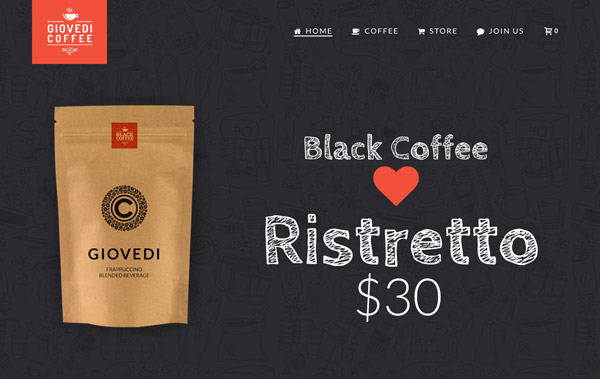 GIOVEDI
COFFEE
HOME COFFEE STORE JOIN US 0
BLACK
COFFEE
C
GIOVEDI
FRAPPUCCINO
BLENDED BEVERAGE
Black Coffee
Ristretto
$30